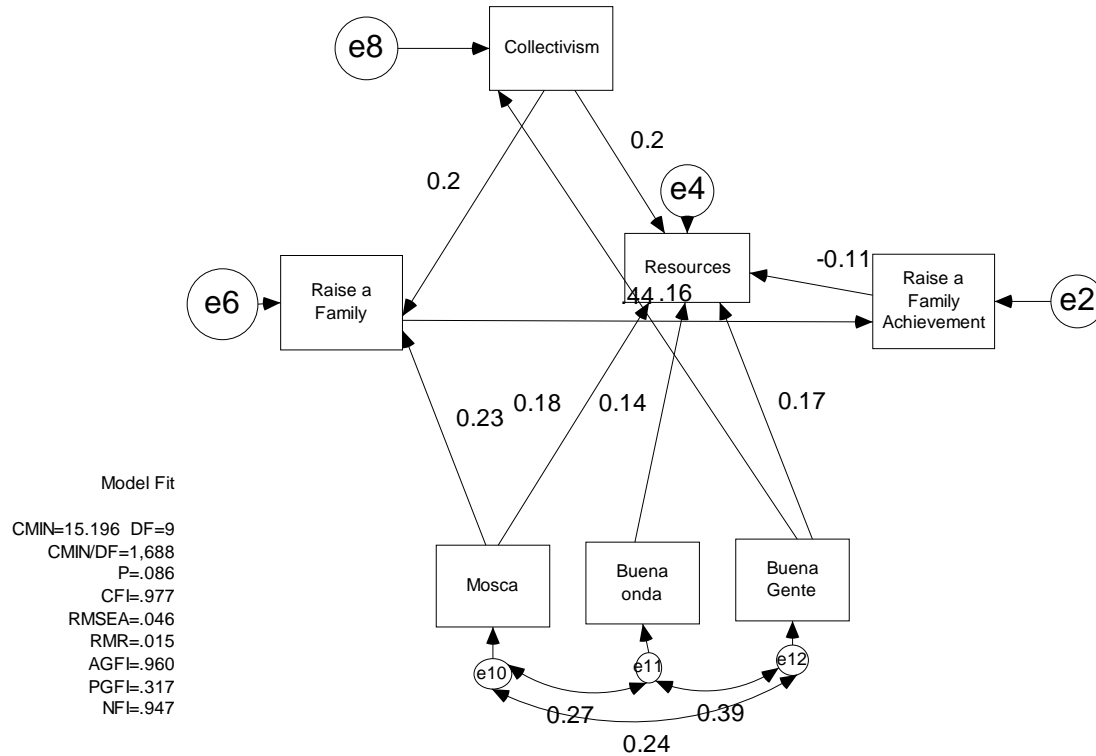 e8
Collectivism
0.2
0.2
e4
Resources
-0.11
.44 .16
e6
Raise a
Family
Raise a
Family
Achievement
e2
0.23
0.18
0.14
0.17
Model Fit
CMIN=15.196 DF=9
CMIN/DF=1,688
P=.086
CFI=.977
RMSEA=.046
RMR=.015
AGFI=.960
PGFI=.317
NFI=.947
Mosca
Buena
onda
Buena
Gente
e10
e11
e12
0.27
0.39
0.24